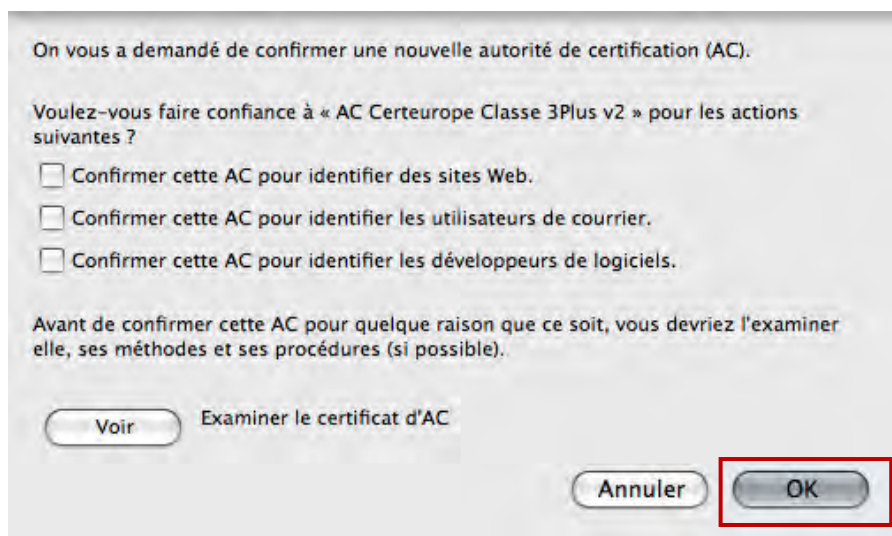 On vous a demandé de confirmer une nouvelle autorité de certification (AC).
Voulez-vous faire confiance à « AC Certeurope Classe 3Plus v2 » pour les actions
suivantes ?
Confirmer cette AC pour identifier des sites Web.
Confirmer cette AC pour identifier les utilisateurs de courrier.
Confirmer cette AC pour identifier les développeurs de logiciels.
Avant de confirmer cette AC pour quelque raison que ce soit, vous devriez l'examiner
elle, ses méthodes et ses procédures (si possible).
Voir Examiner le certificat d'AC
Annuler OK